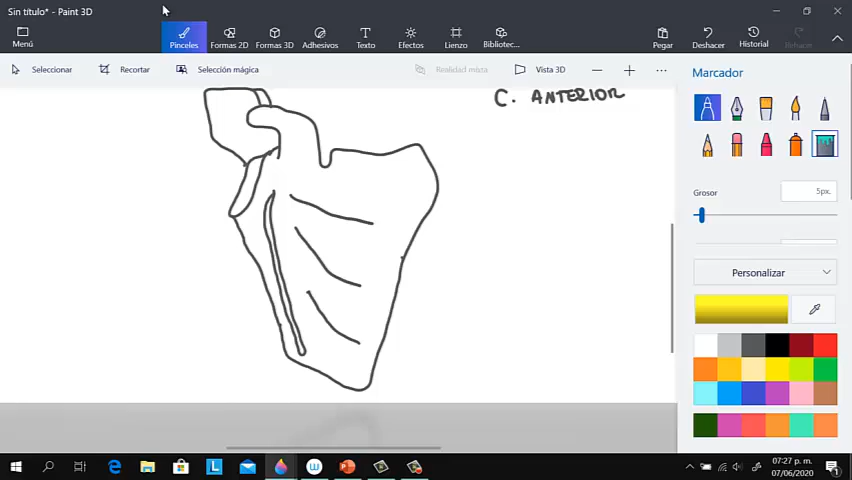 Sin título* - Paint 3D
Menú
Pinceles
Formas 2D
Formas 3D
Adhesivos
Texto
Efectos
Lienzo
Bibliotec...
Pegar
Deshacer
Historial
Rehacer
Seleccionar
Recortar
Selección mágica
Realidad mixta
Vista 3D
Marcador
C. ANTERIOR
Grosor
5px.
Personalizar
07:27 p. m.
07/06/2020